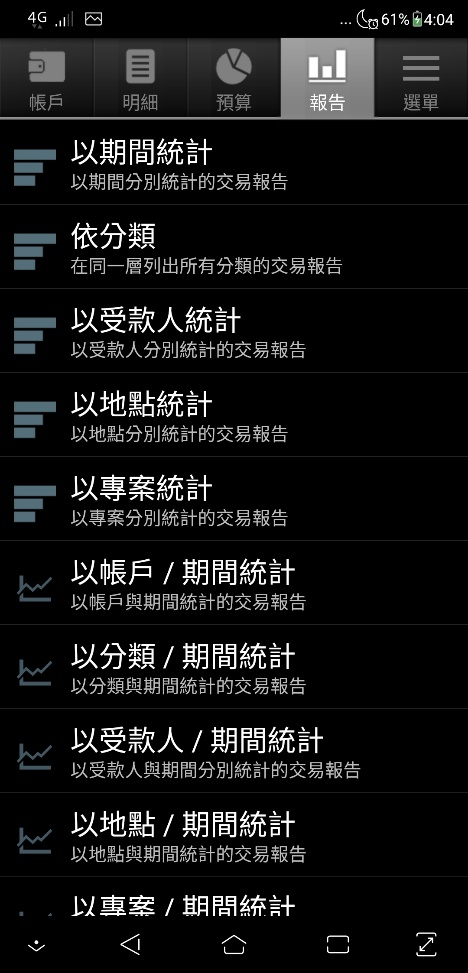 4G ... 61% 4:04
帳戶 明細 預算 報告 選單
以期間統計
以期間分別統計的交易報告
依分類
在同一層列出所有分類的交易報告
以受款人統計
以受款人分別統計的交易報告
以地點統計
以地點分別統計的交易報告
以專案統計
以專案分別統計的交易報告
以帳戶 / 期間統計
以帳戶與期間統計的交易報告
以分類 / 期間統計
以分類與期間統計的交易報告
以受款人 / 期間統計
以受款人與期間分別統計的交易報告
以地點 / 期間統計
以地點與期間統計的交易報告
以專案 / 期間統計